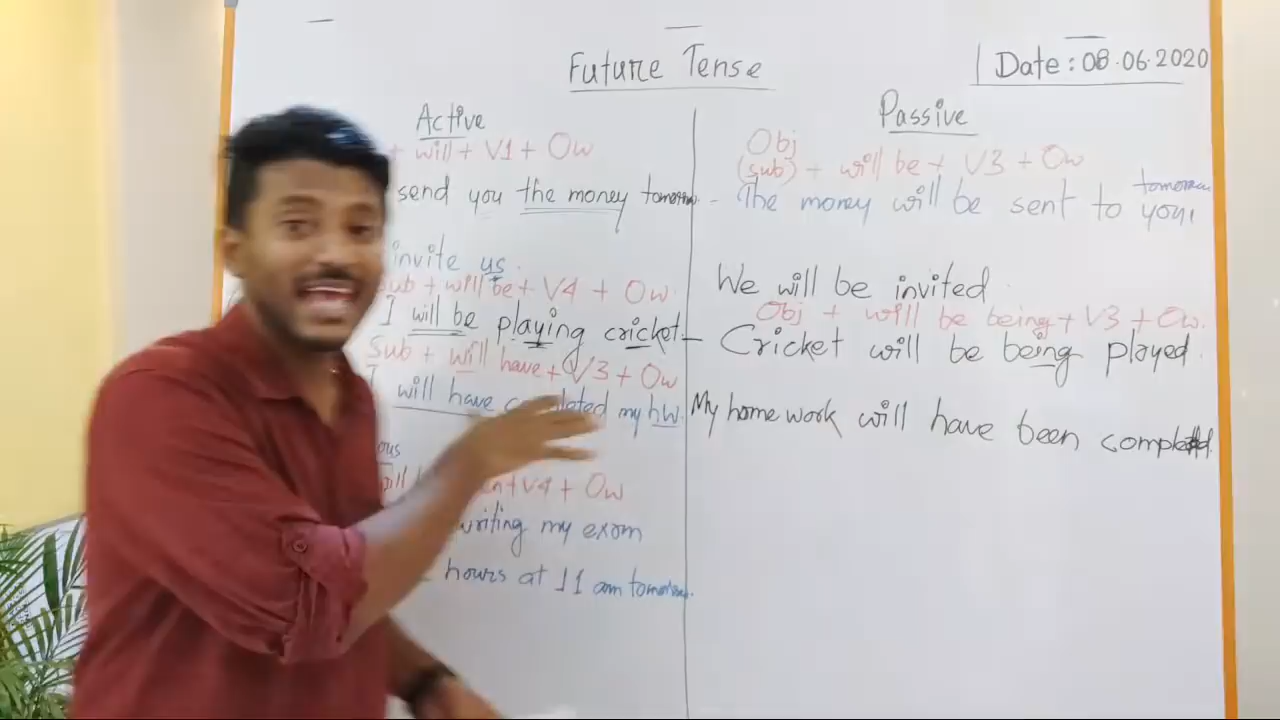 Future Tense
Date: 08.06.2020
Active
+ will + V1 + Ow
send you the money tomorrow
invite us.
Sub + will be + V4 + Ow.
I will be playing cricket
Sub + will have + V3 + Ow
I will have completed my hw.
ous
+ V4 + Ow
writing my exam
hours at 11 am tomorrow.
Passive
Obj
(sub) + will be + V3 + Ow
tomorrow
- The money will be sent to you.
We will be invited.
Obj + will be being + V3 + Ow.
- Cricket will be being played.
My home work will have been completed.